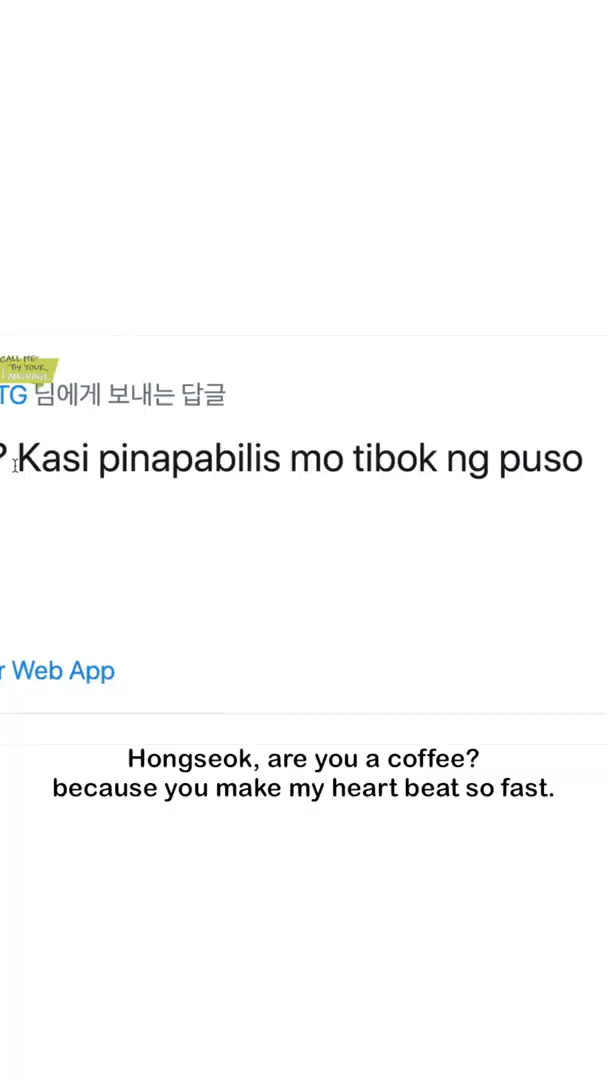 CALL ME
BY YOUR
LANGUAGE
TG 님에게 보내는 답글
? Kasi pinapabilis mo tibok ng puso
r Web App
Hongseok, are you a coffee?
because you make my heart beat so fast.